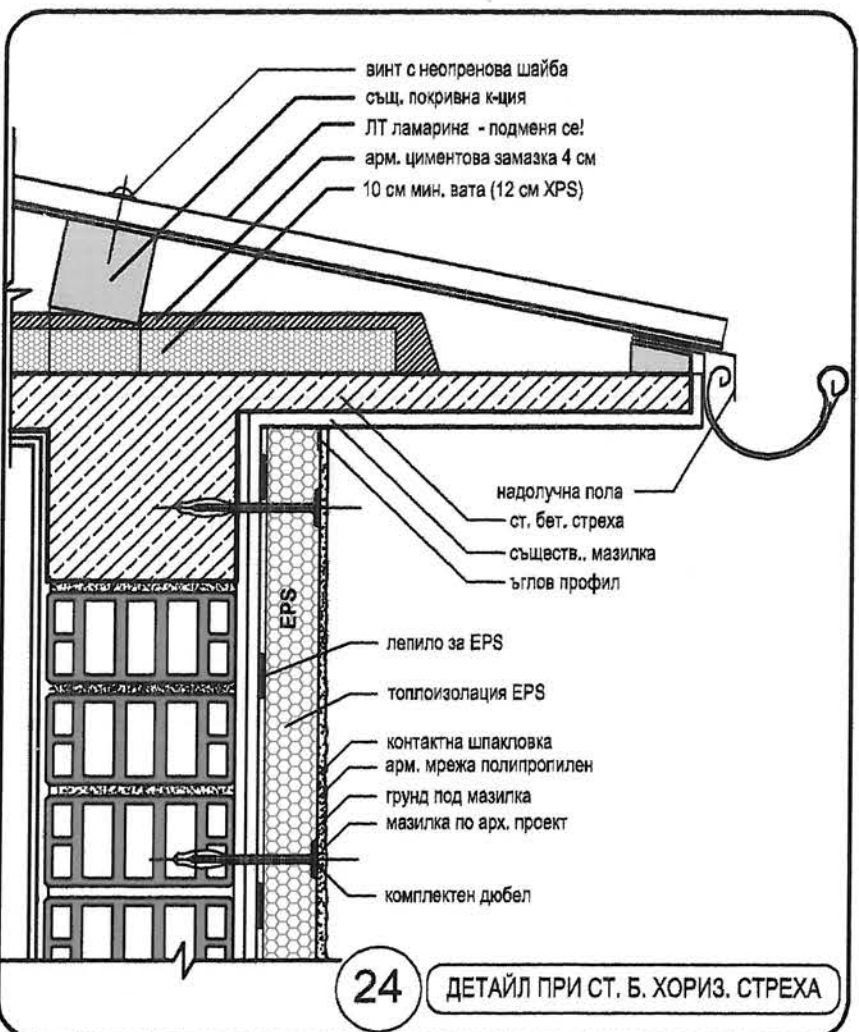 винт с неопренова шайба
същ. покривна к-ция
ЛТ ламарина - подменя се!
арм. циментова замазка 4 см
10 см мин. вата (12 см XPS)
надолучна пола
ст. бет. стреха
съществ., мазилка
ъглов профил
EPS
лепило за EPS
топлоизолация EPS
контактна шпакловка
арм. мрежа полипропилен
грунд под мазилка
мазилка по арх. проект
комплектен дюбел
24 ДЕТАЙЛ ПРИ СТ. Б. ХОРИЗ. СТРЕХА